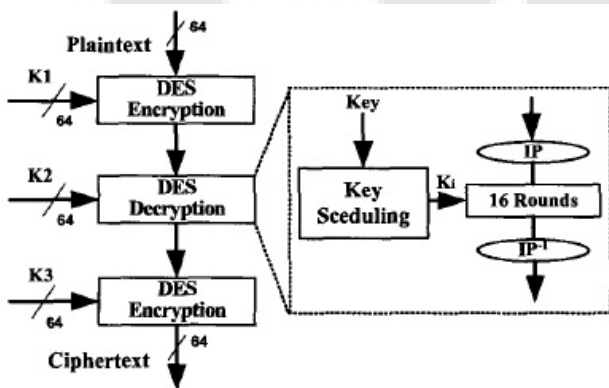 64
Plaintext
K1
64
DES
Encryption
K2
64
DES
Decryption
K3
64
DES
Encryption
64
Ciphertext
Key
Key
Sceduling
Ki
IP
16 Rounds
IP-1